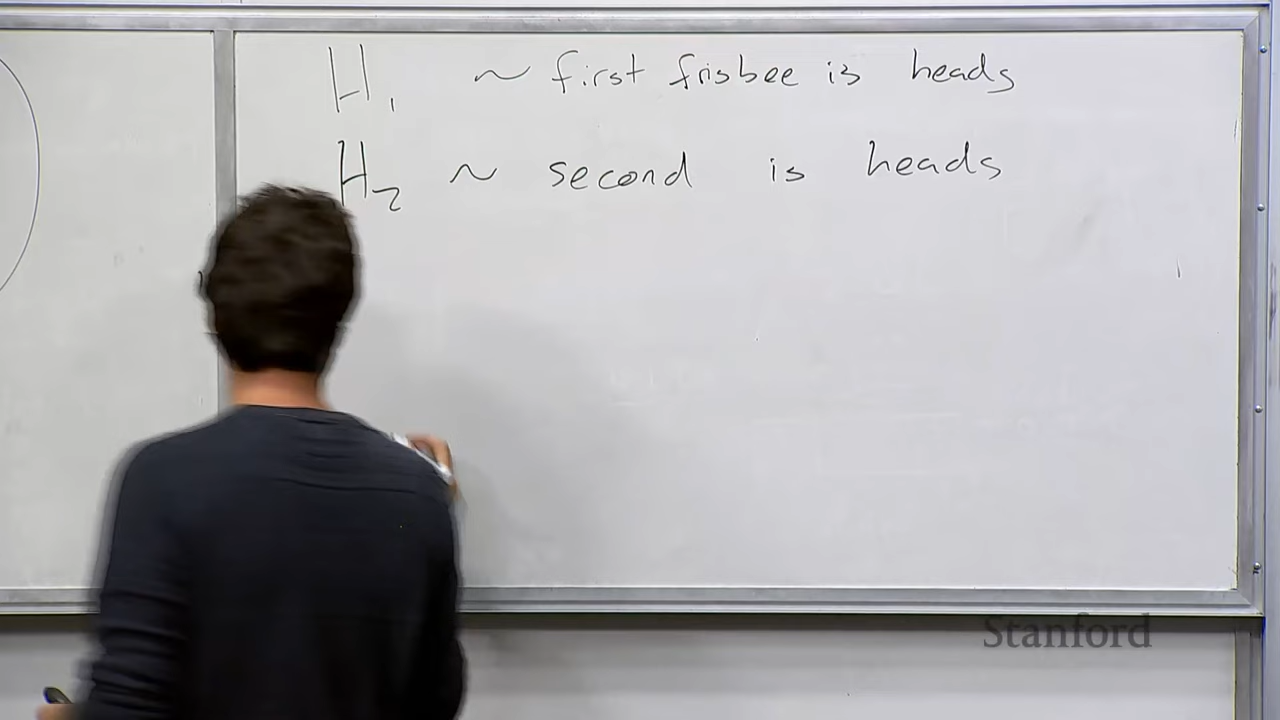 H₁ ~ first frisbee is heads
H₂ ~ second is heads
Stanford